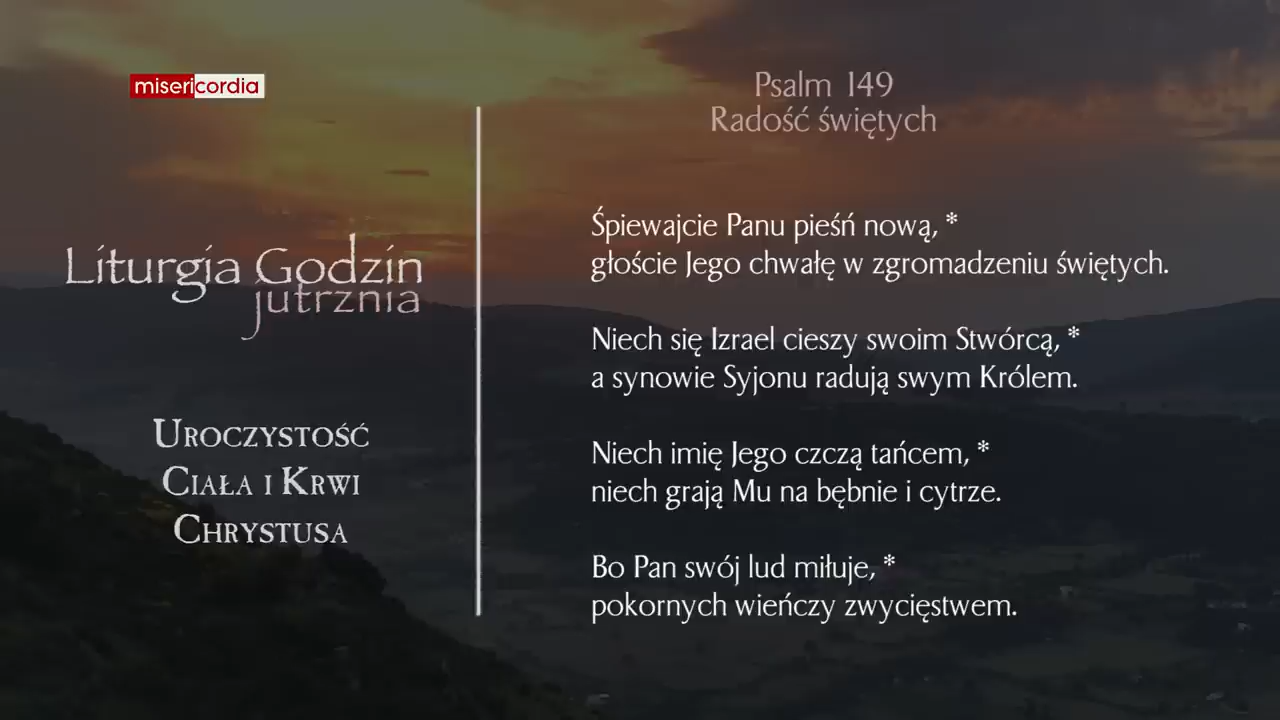 misericordia
Liturgia Godzin
jutrznia
Uroczystość
Ciała i Krwi
Chrystusa
Psalm 149
Radość świętych
Śpiewajcie Panu pieśń nową, *
głoście Jego chwałę w zgromadzeniu świętych.
Niech się Izrael cieszy swoim Stwórcą, *
a synowie Syjonu radują swym Królem.
Niech imię Jego czczą tańcem, *
niech grają Mu na bębnie i cytrze.
Bo Pan swój lud miłuje, *
pokornych wieńczy zwycięstwem.